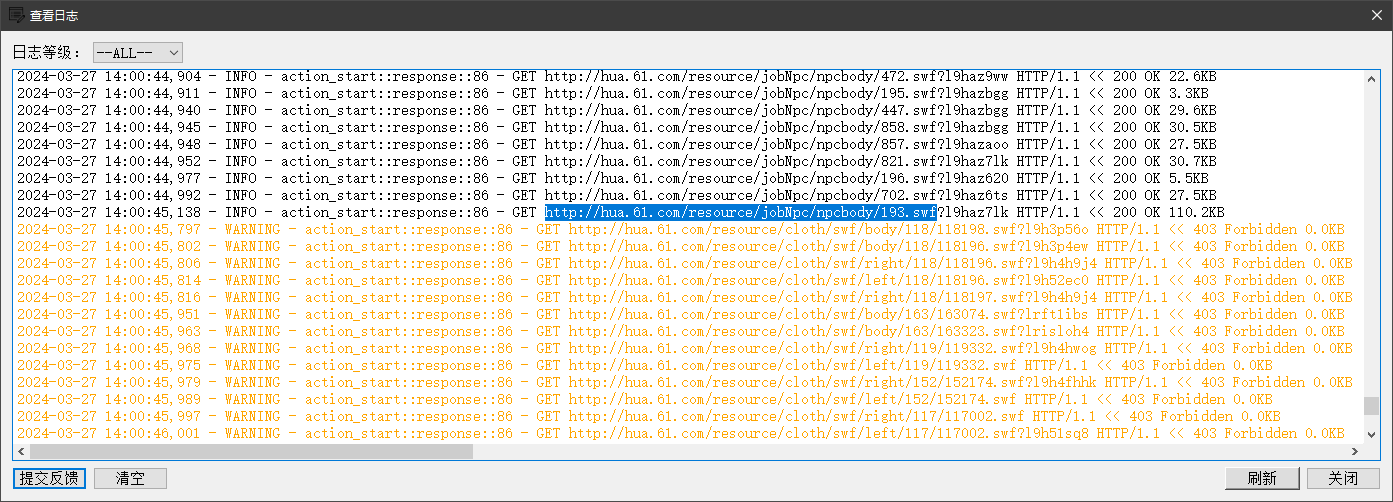 查看日志
日志等级： --ALL--
2024-03-27 14:00:44,904 - INFO - action_start::response::86 - GET http://hua.61.com/resource/jobNpc/npcbody/472.swf?l9haz9ww HTTP/1.1 << 200 OK 22.6KB
2024-03-27 14:00:44,911 - INFO - action_start::response::86 - GET http://hua.61.com/resource/jobNpc/npcbody/195.swf?l9hazbgg HTTP/1.1 << 200 OK 3.3KB
2024-03-27 14:00:44,940 - INFO - action_start::response::86 - GET http://hua.61.com/resource/jobNpc/npcbody/447.swf?l9hazbgg HTTP/1.1 << 200 OK 29.6KB
2024-03-27 14:00:44,945 - INFO - action_start::response::86 - GET http://hua.61.com/resource/jobNpc/npcbody/858.swf?l9hazbgg HTTP/1.1 << 200 OK 30.5KB
2024-03-27 14:00:44,948 - INFO - action_start::response::86 - GET http://hua.61.com/resource/jobNpc/npcbody/857.swf?l9hazaoo HTTP/1.1 << 200 OK 27.5KB
2024-03-27 14:00:44,952 - INFO - action_start::response::86 - GET http://hua.61.com/resource/jobNpc/npcbody/821.swf?l9haz7lk HTTP/1.1 << 200 OK 30.7KB
2024-03-27 14:00:44,977 - INFO - action_start::response::86 - GET http://hua.61.com/resource/jobNpc/npcbody/196.swf?l9haz620 HTTP/1.1 << 200 OK 5.5KB
2024-03-27 14:00:44,992 - INFO - action_start::response::86 - GET http://hua.61.com/resource/jobNpc/npcbody/702.swf?l9haz6ts HTTP/1.1 << 200 OK 27.5KB
2024-03-27 14:00:45,138 - INFO - action_start::response::86 - GET http://hua.61.com/resource/jobNpc/npcbody/193.swf?l9haz7lk HTTP/1.1 << 200 OK 110.2KB
2024-03-27 14:00:45,797 - WARNING - action_start::response::86 - GET http://hua.61.com/resource/cloth/swf/body/118/118198.swf?l9h3p56o HTTP/1.1 << 403 Forbidden 0.0KB
2024-03-27 14:00:45,802 - WARNING - action_start::response::86 - GET http://hua.61.com/resource/cloth/swf/body/118/118196.swf?l9h3p4ew HTTP/1.1 << 403 Forbidden 0.0KB
2024-03-27 14:00:45,806 - WARNING - action_start::response::86 - GET http://hua.61.com/resource/cloth/swf/right/118/118196.swf?l9h4h9j4 HTTP/1.1 << 403 Forbidden 0.0KB
2024-03-27 14:00:45,814 - WARNING - action_start::response::86 - GET http://hua.61.com/resource/cloth/swf/left/118/118196.swf?l9h52ec0 HTTP/1.1 << 403 Forbidden 0.0KB
2024-03-27 14:00:45,816 - WARNING - action_start::response::86 - GET http://hua.61.com/resource/cloth/swf/right/118/118197.swf?l9h4h9j4 HTTP/1.1 << 403 Forbidden 0.0KB
2024-03-27 14:00:45,951 - WARNING - action_start::response::86 - GET http://hua.61.com/resource/cloth/swf/body/163/163074.swf?lrft1ibs HTTP/1.1 << 403 Forbidden 0.0KB
2024-03-27 14:00:45,963 - WARNING - action_start::response::86 - GET http://hua.61.com/resource/cloth/swf/body/163/163323.swf?lrisloh4 HTTP/1.1 << 403 Forbidden 0.0KB
2024-03-27 14:00:45,968 - WARNING - action_start::response::86 - GET http://hua.61.com/resource/cloth/swf/right/119/119332.swf?l9h4hwog HTTP/1.1 << 403 Forbidden 0.0KB
2024-03-27 14:00:45,975 - WARNING - action_start::response::86 - GET http://hua.61.com/resource/cloth/swf/left/119/119332.swf HTTP/1.1 << 403 Forbidden 0.0KB
2024-03-27 14:00:45,979 - WARNING - action_start::response::86 - GET http://hua.61.com/resource/cloth/swf/right/152/152174.swf?l9h4fhhk HTTP/1.1 << 403 Forbidden 0.0KB
2024-03-27 14:00:45,989 - WARNING - action_start::response::86 - GET http://hua.61.com/resource/cloth/swf/left/152/152174.swf HTTP/1.1 << 403 Forbidden 0.0KB
2024-03-27 14:00:45,997 - WARNING - action_start::response::86 - GET http://hua.61.com/resource/cloth/swf/right/117/117002.swf HTTP/1.1 << 403 Forbidden 0.0KB
2024-03-27 14:00:46,001 - WARNING - action_start::response::86 - GET http://hua.61.com/resource/cloth/swf/left/117/117002.swf?l9h51sq8 HTTP/1.1 << 403 Forbidden 0.0KB
提交反馈 清空 刷新 关闭